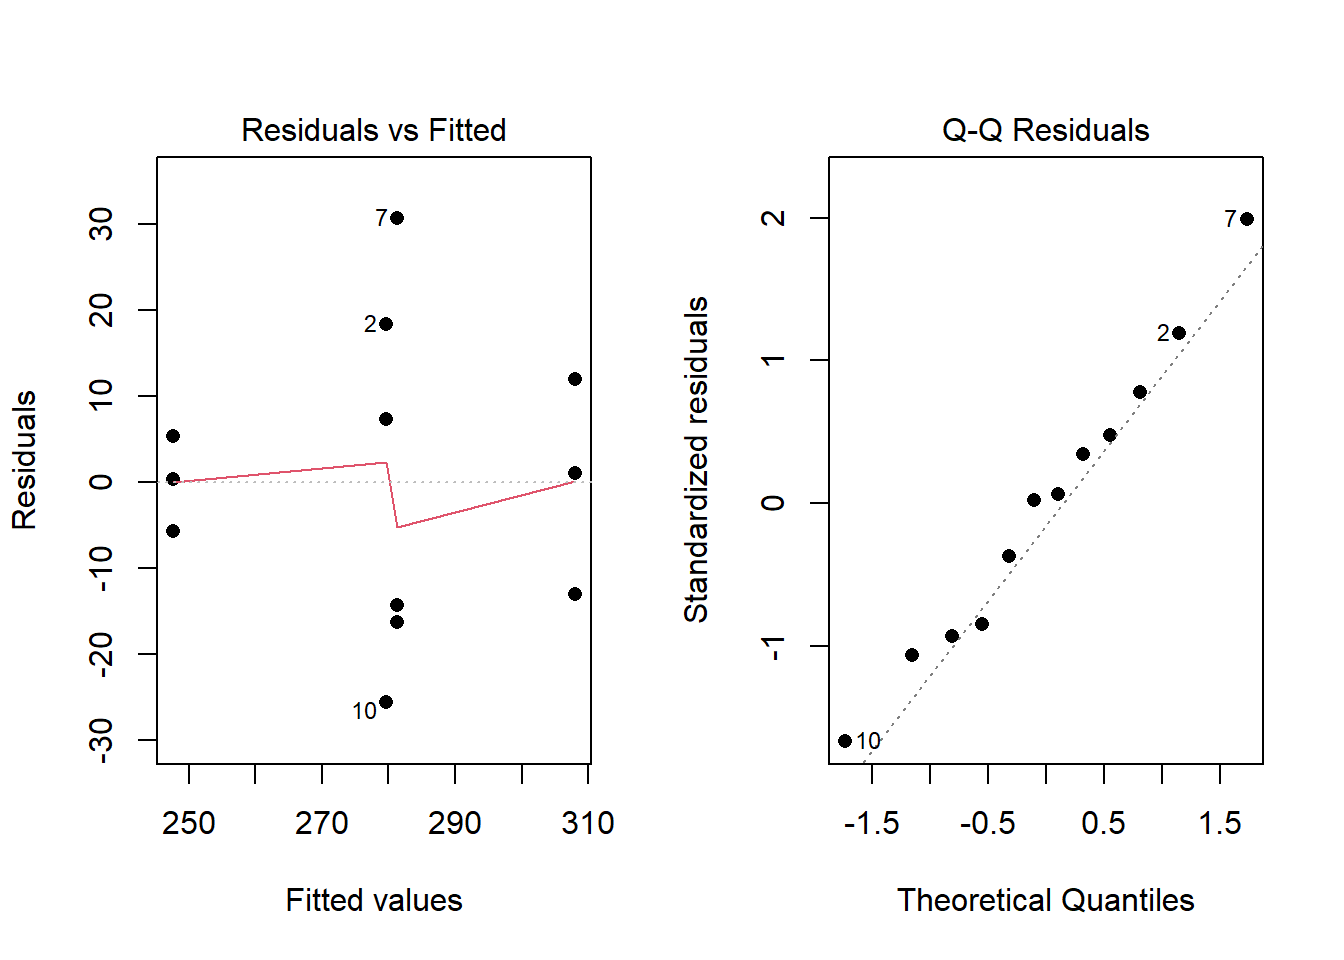 Residuals vs Fitted
Residuals
30
20
10
0
-10
-20
-30
7
2
10
250 270 290 310
Fitted values
Q-Q Residuals
Standardized residuals
2
1
0
-1
7
2
10
-1.5 -0.5 0.5 1.5
Theoretical Quantiles